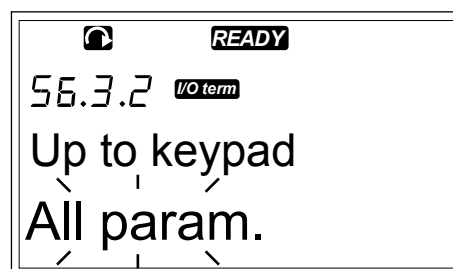 READY
S6.3.2 I/O term
Up to keypad
All param.